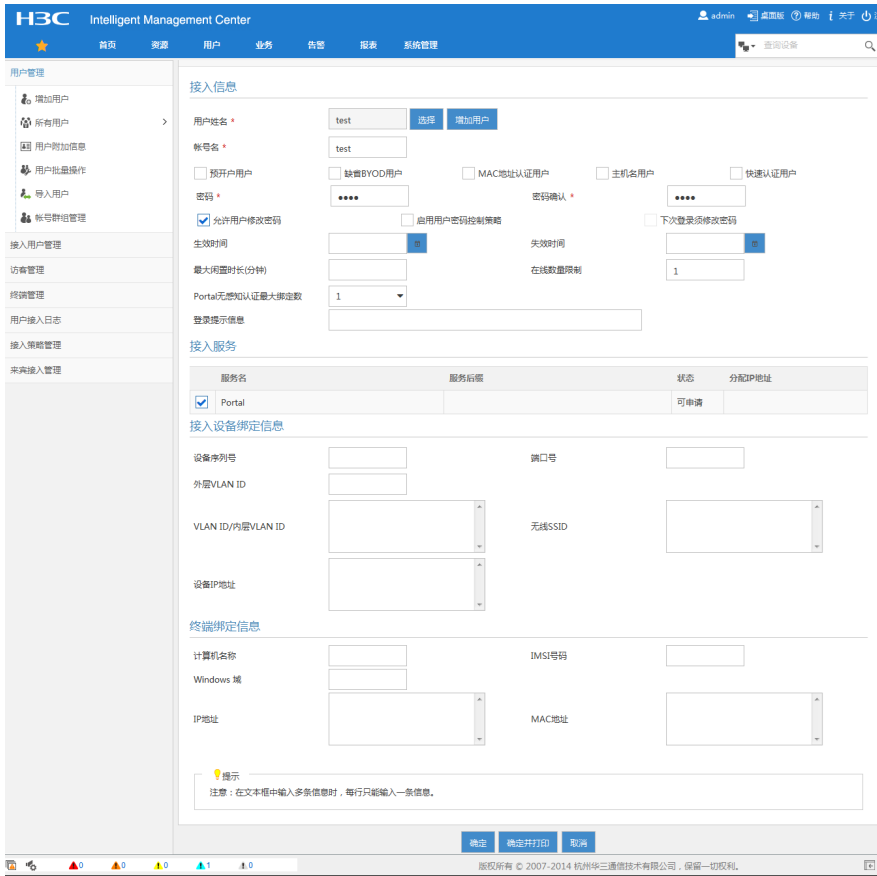 H3C Intelligent Management Center admin 桌面版 帮助 关于
首页 资源 用户 业务 告警 报表 系统管理 查询设备
用户管理
增加用户
所有用户
用户附加信息
用户批量操作
导入用户
帐号群组管理
接入用户管理
访客管理
终端管理
用户接入日志
接入策略管理
来宾接入管理
接入信息
用户姓名 * test 选择 增加用户
帐号名 * test
预开户用户 缺省BYOD用户 MAC地址认证用户 主机名用户 快速认证用户
密码 * •••• 密码确认 * ••••
允许用户修改密码 启用用户密码控制策略 下次登录须修改密码
生效时间 失效时间
最大闲置时长(分钟) 在线数量限制 1
Portal无感知认证最大绑定数 1
登录提示信息
接入服务
服务名 服务后缀 状态 分配IP地址
Portal 可申请
接入设备绑定信息
设备序列号 端口号
外层VLAN ID
VLAN ID/内层VLAN ID 无线SSID
设备IP地址
终端绑定信息
计算机名称 IMSI号码
Windows 域
IP地址 MAC地址
提示
注意：在文本框中输入多条信息时，每行只能输入一条信息。
确定 确定并打印 取消
0 0 0 1 0 版权所有 © 2007-2014 杭州华三通信技术有限公司，保留一切权利。